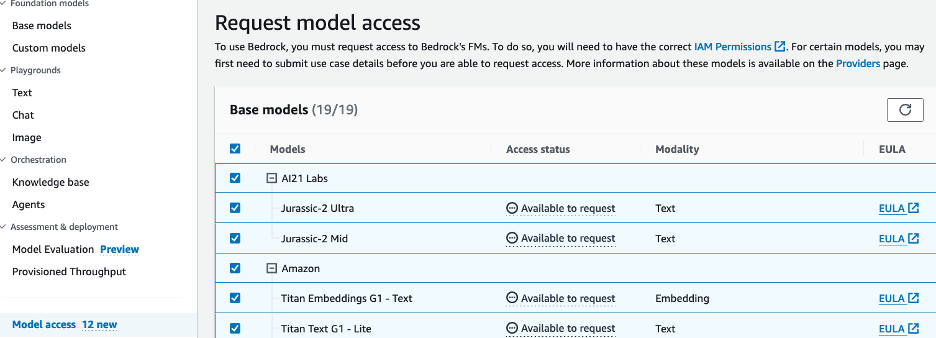 Foundation models
Base models
Custom models
Playgrounds
Text
Chat
Image
Orchestration
Knowledge base
Agents
Assessment & deployment
Model Evaluation Preview
Provisioned Throughput
Model access 12 new
Request model access
To use Bedrock, you must request access to Bedrock's FMs. To do so, you will need to have the correct IAM Permissions. For certain models, you may
first need to submit use case details before you are able to request access. More information about these models is available on the Providers page.
Base models (19/19)
Models Access status Modality EULA
AI21 Labs
Jurassic-2 Ultra Available to request Text EULA
Jurassic-2 Mid Available to request Text EULA
Amazon
Titan Embeddings G1 - Text Available to request Embedding EULA
Titan Text G1 - Lite Available to request Text EULA